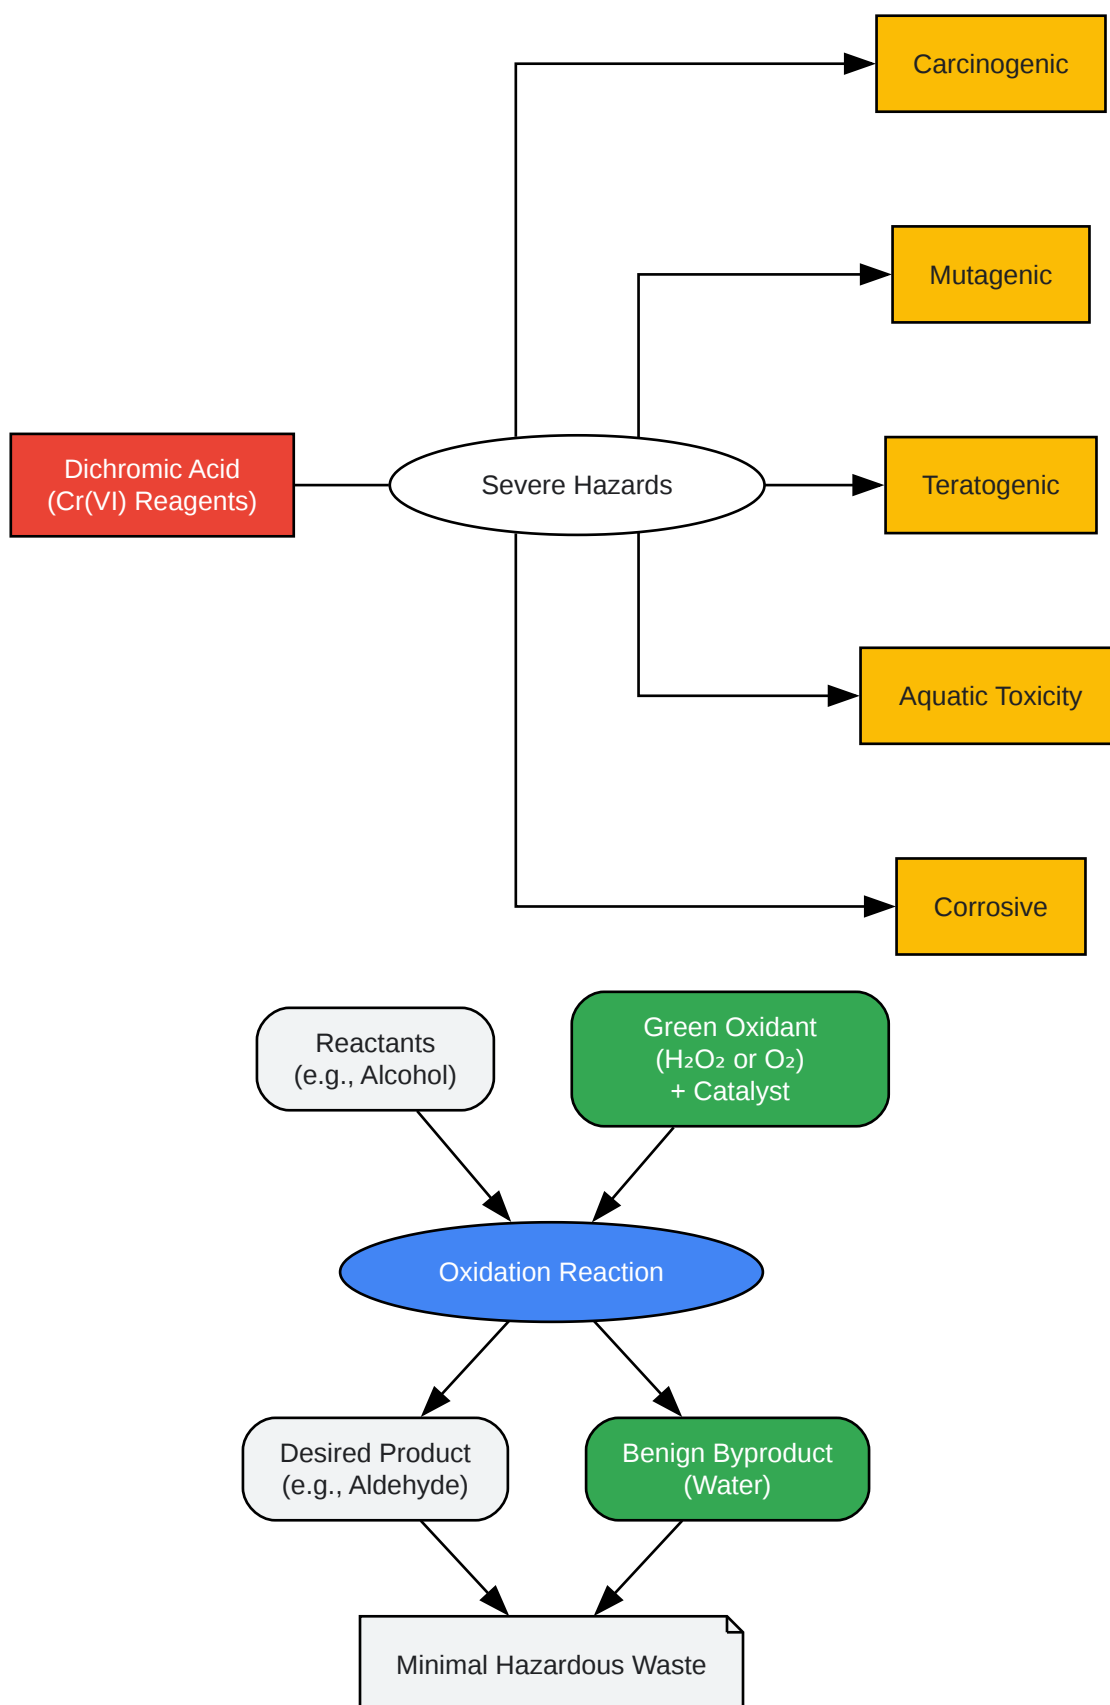 Carcinogenic
Mutagenic
Dichromic Acid
(Cr(VI) Reagents)
Severe Hazards
Teratogenic
Aquatic Toxicity
Corrosive
Reactants
(e.g., Alcohol)
Green Oxidant
(H₂O₂ or O₂)
+ Catalyst
Oxidation Reaction
Desired Product
(e.g., Aldehyde)
Benign Byproduct
(Water)
Minimal Hazardous Waste